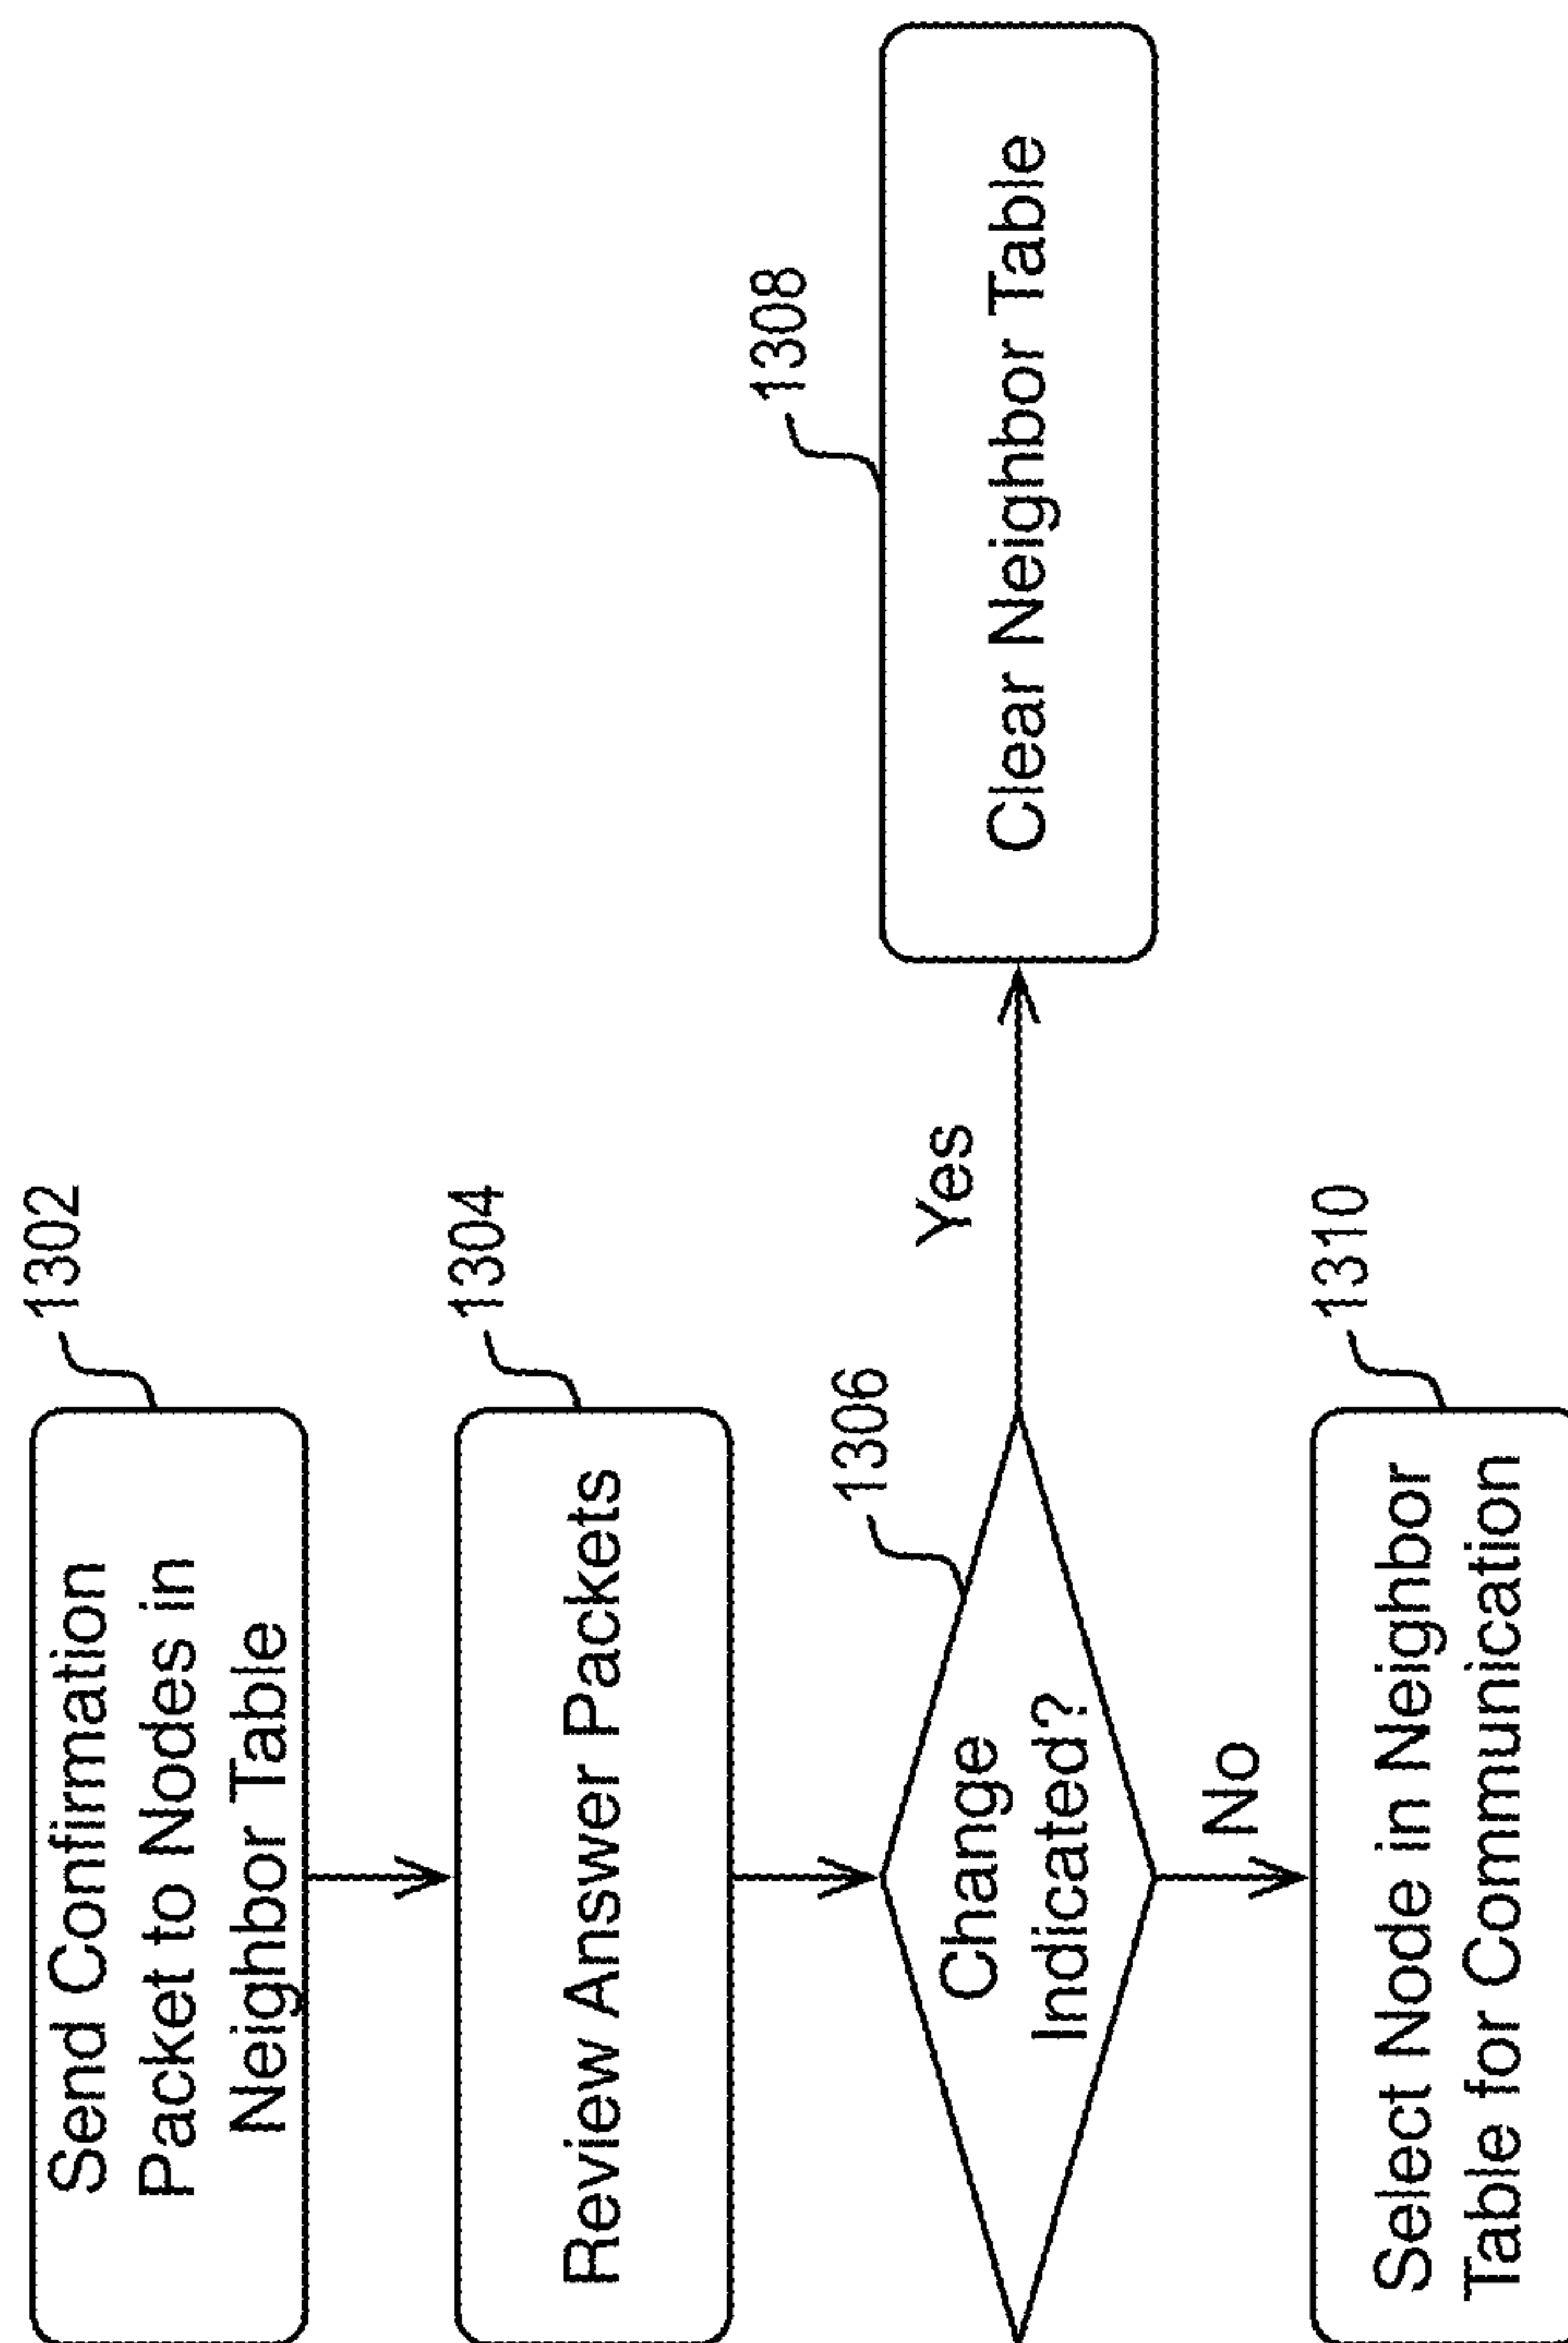 1302
Send Confirmation
Packet to Nodes in
Neighbor Table
1304
Review Answer Packets
1306
Change
Indicated?
Yes
1308
Clear Neighbor Table
No
1310
Select Node in Neighbor
Table for Communication